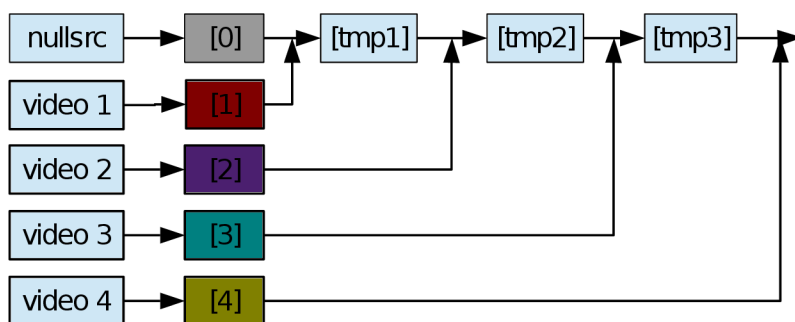 nullsrc [0] [tmp1] [tmp2] [tmp3]
video 1 [1]
video 2 [2]
video 3 [3]
video 4 [4]